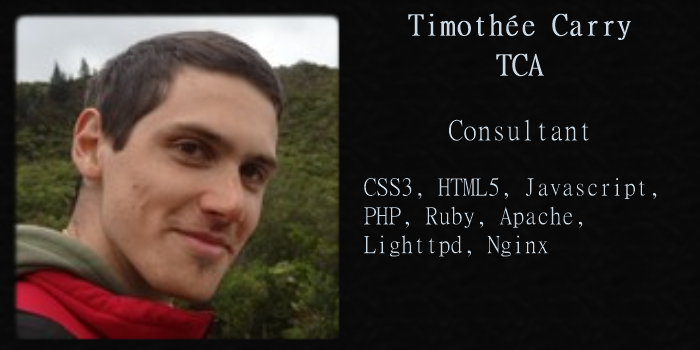 Timothée Carry
TCA
Consultant
CSS3, HTML5, Javascript,
PHP, Ruby, Apache,
Lighttpd, Nginx